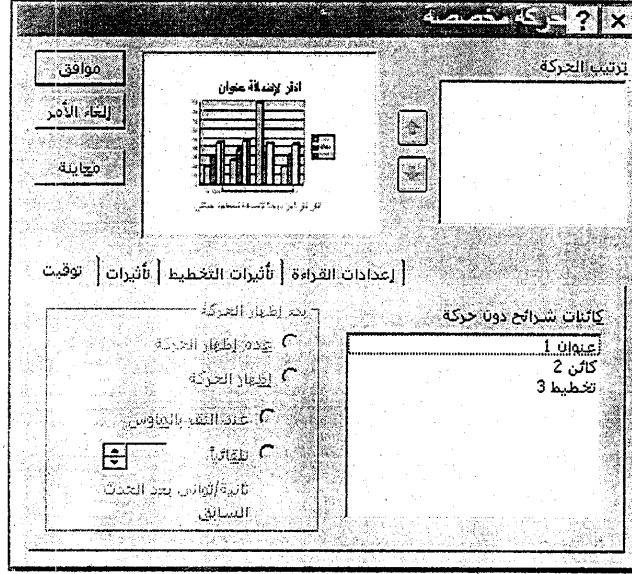 حركة مخصصة
ترتيب الحركة
موافق
إلغاء الأمر
معاينة
انقر لإضافة عنوان
توقيت
تأثيرات
تأثيرات التخطيط
إعدادات القراءة
كائنات شرائح دون حركة
عنوان 1
كائن 2
تخطيط 3
بدء إظهار الحركة
عدم إظهار الحركة
إظهار الحركة
عند النقر بالماوس
تلقائياً
ثانية/ثواني بعد الحدث
السابق